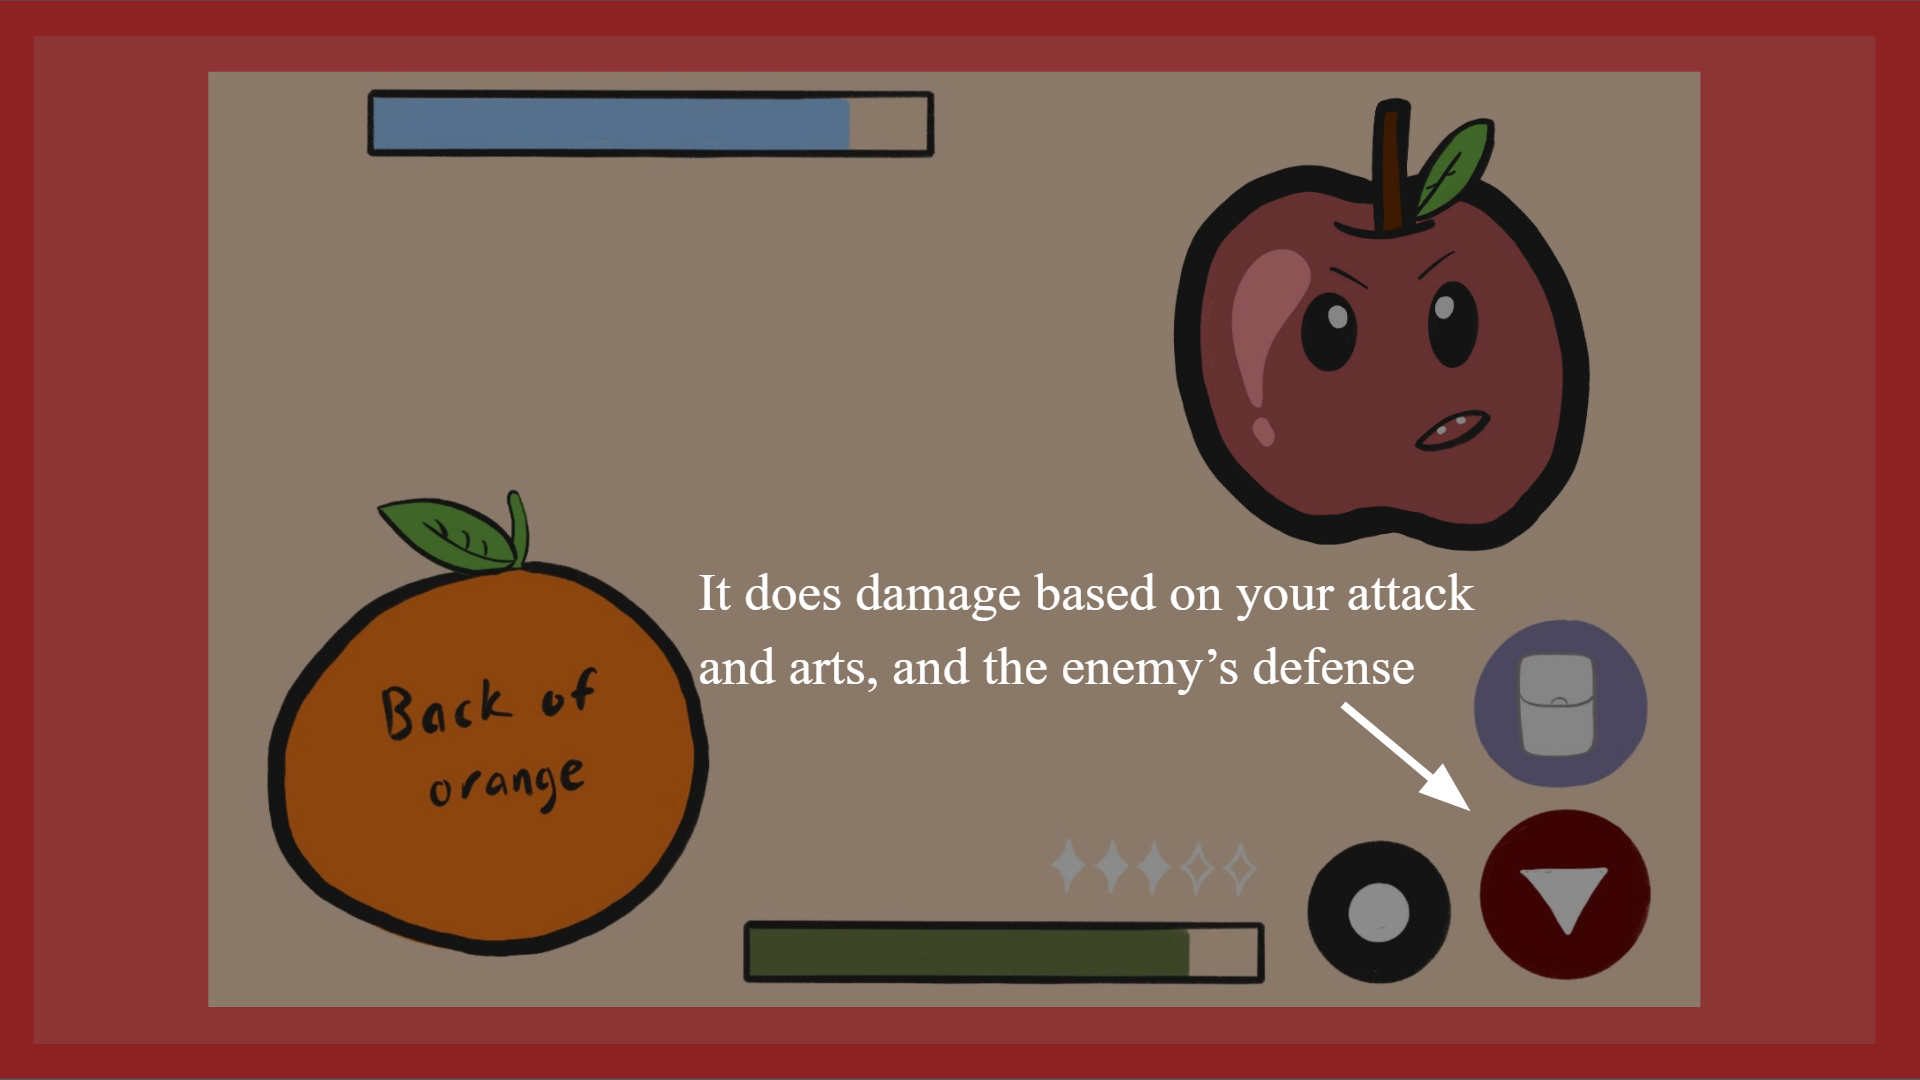 It does damage based on your attack
and arts, and the enemy’s defense
Back of
orange